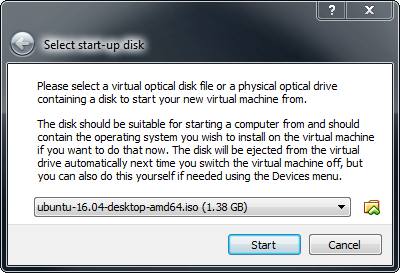 Select start-up disk
Please select a virtual optical disk file or a physical optical drive
containing a disk to start your new virtual machine from.
The disk should be suitable for starting a computer from and should
contain the operating system you wish to install on the virtual machine
if you want to do that now. The disk will be ejected from the virtual
drive automatically next time you switch the virtual machine off, but
you can also do this yourself if needed using the Devices menu.
ubuntu-16.04-desktop-amd64.iso (1.38 GB)
Start
Cancel